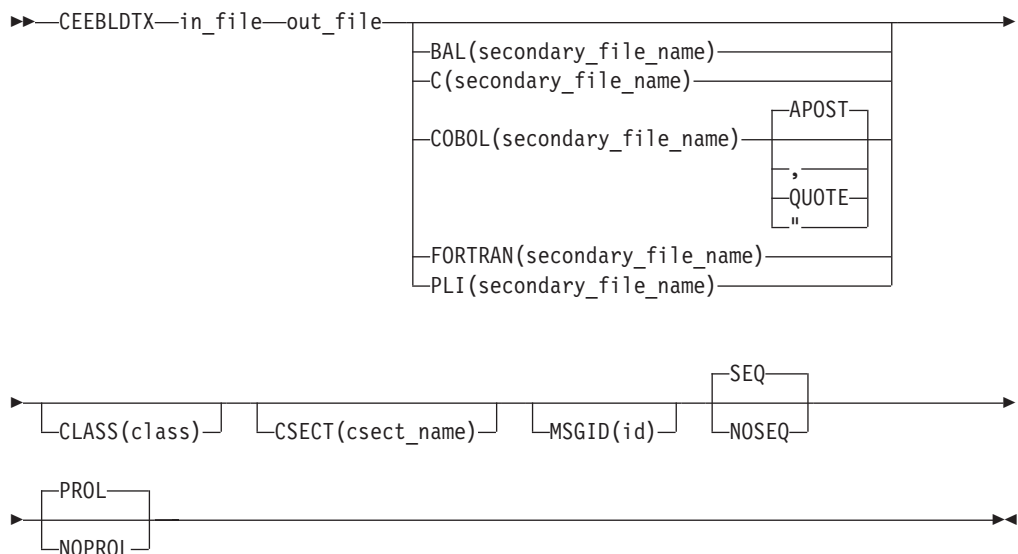 CEEBLDTX in_file out_file
BAL(secondary_file_name)
C(secondary_file_name)
APOST
COBOL(secondary_file_name)
,
QUOTE
"
FORTRAN(secondary_file_name)
PLI(secondary_file_name)
SEQ
CLASS(class) CSECT(csect_name) MSGID(id) NOSEQ
PROL
NOPROL